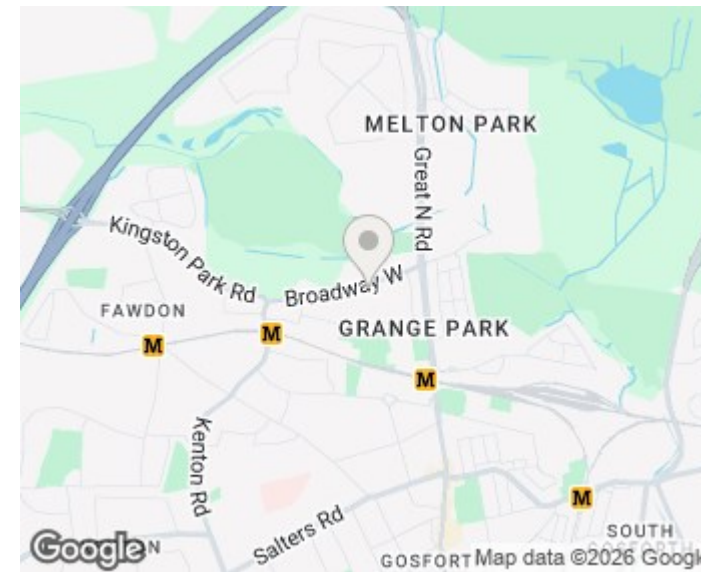 MELTON PARK
Great N Rd
Kingston Park Rd
Broadway W
FAWDON
M
M
GRANGE PARK
M
Kenton Rd
Salters Rd
M
SOUTH
GOSFORTH
GOSFORT
Google
Map data ©2026 Googl